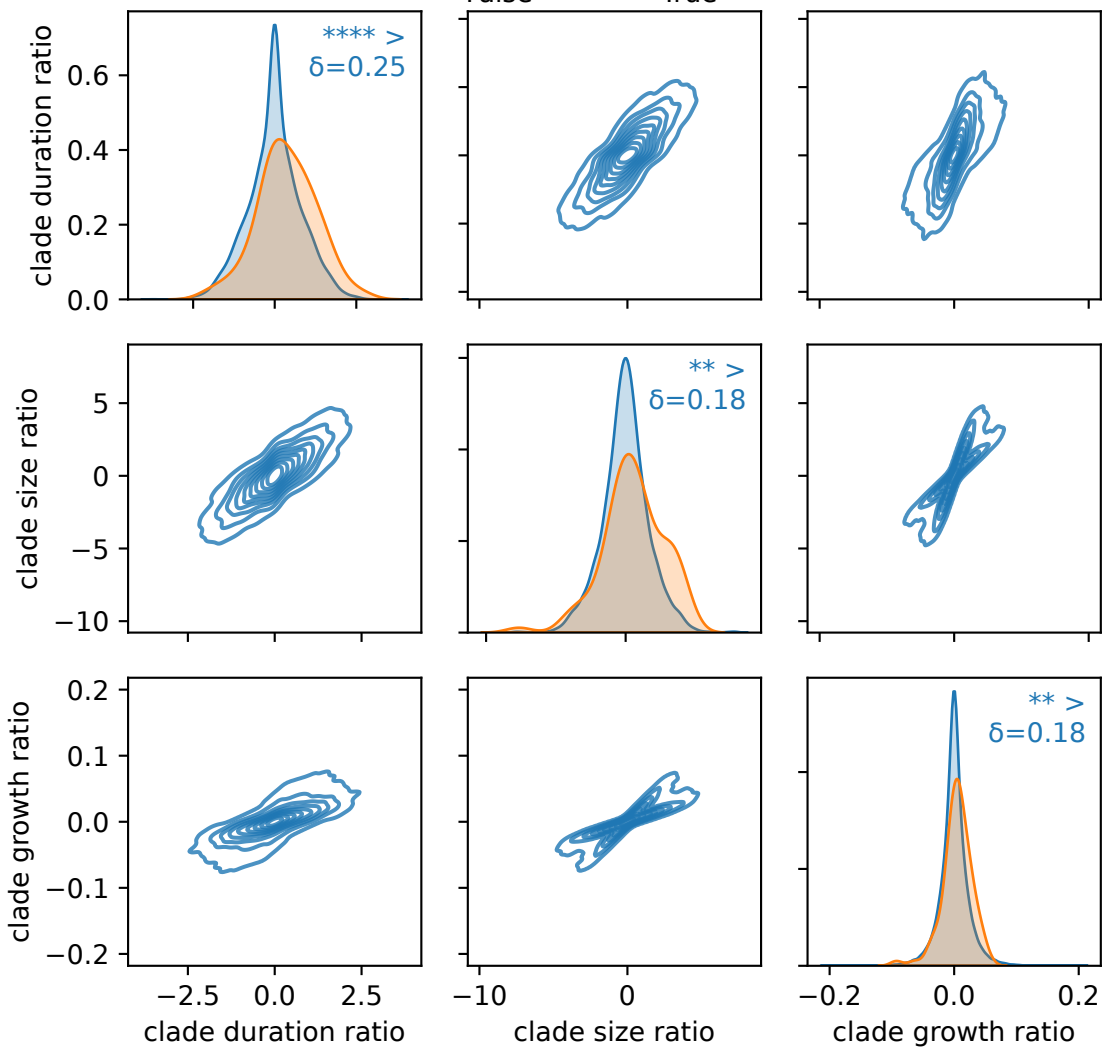 clade duration ratio
0.6
0.4
0.2
0.0
**** >
δ=0.25
clade size ratio
5
0
−5
−10
** >
δ=0.18
clade growth ratio
0.2
0.1
0.0
−0.1
−0.2
** >
δ=0.18
−2.5 0.0 2.5
−10 0
−0.2 0.0 0.2
clade duration ratio
clade size ratio
clade growth ratio